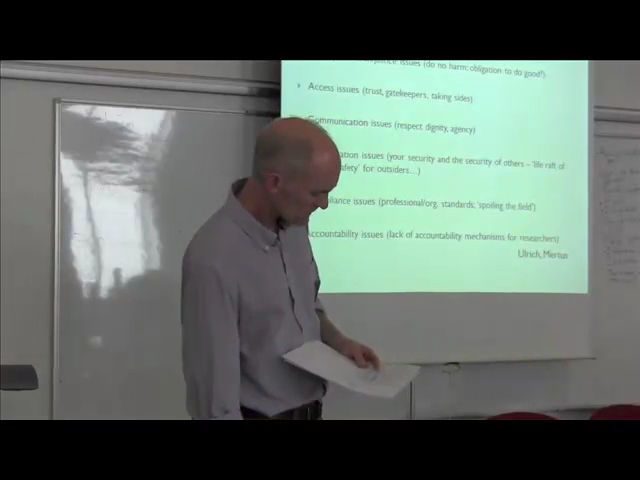 issues (do no harm; obligation to do good?)
Access issues (trust, gatekeepers, taking sides)
Communication issues (respect, dignity, agency)
ation issues (your security and the security of others – 'life raft of
safety' for outsiders…)
liance issues (professional/org. standards; 'spoiling the field')
Accountability issues (lack of accountability mechanisms for researchers)
Ulrich, Mertus